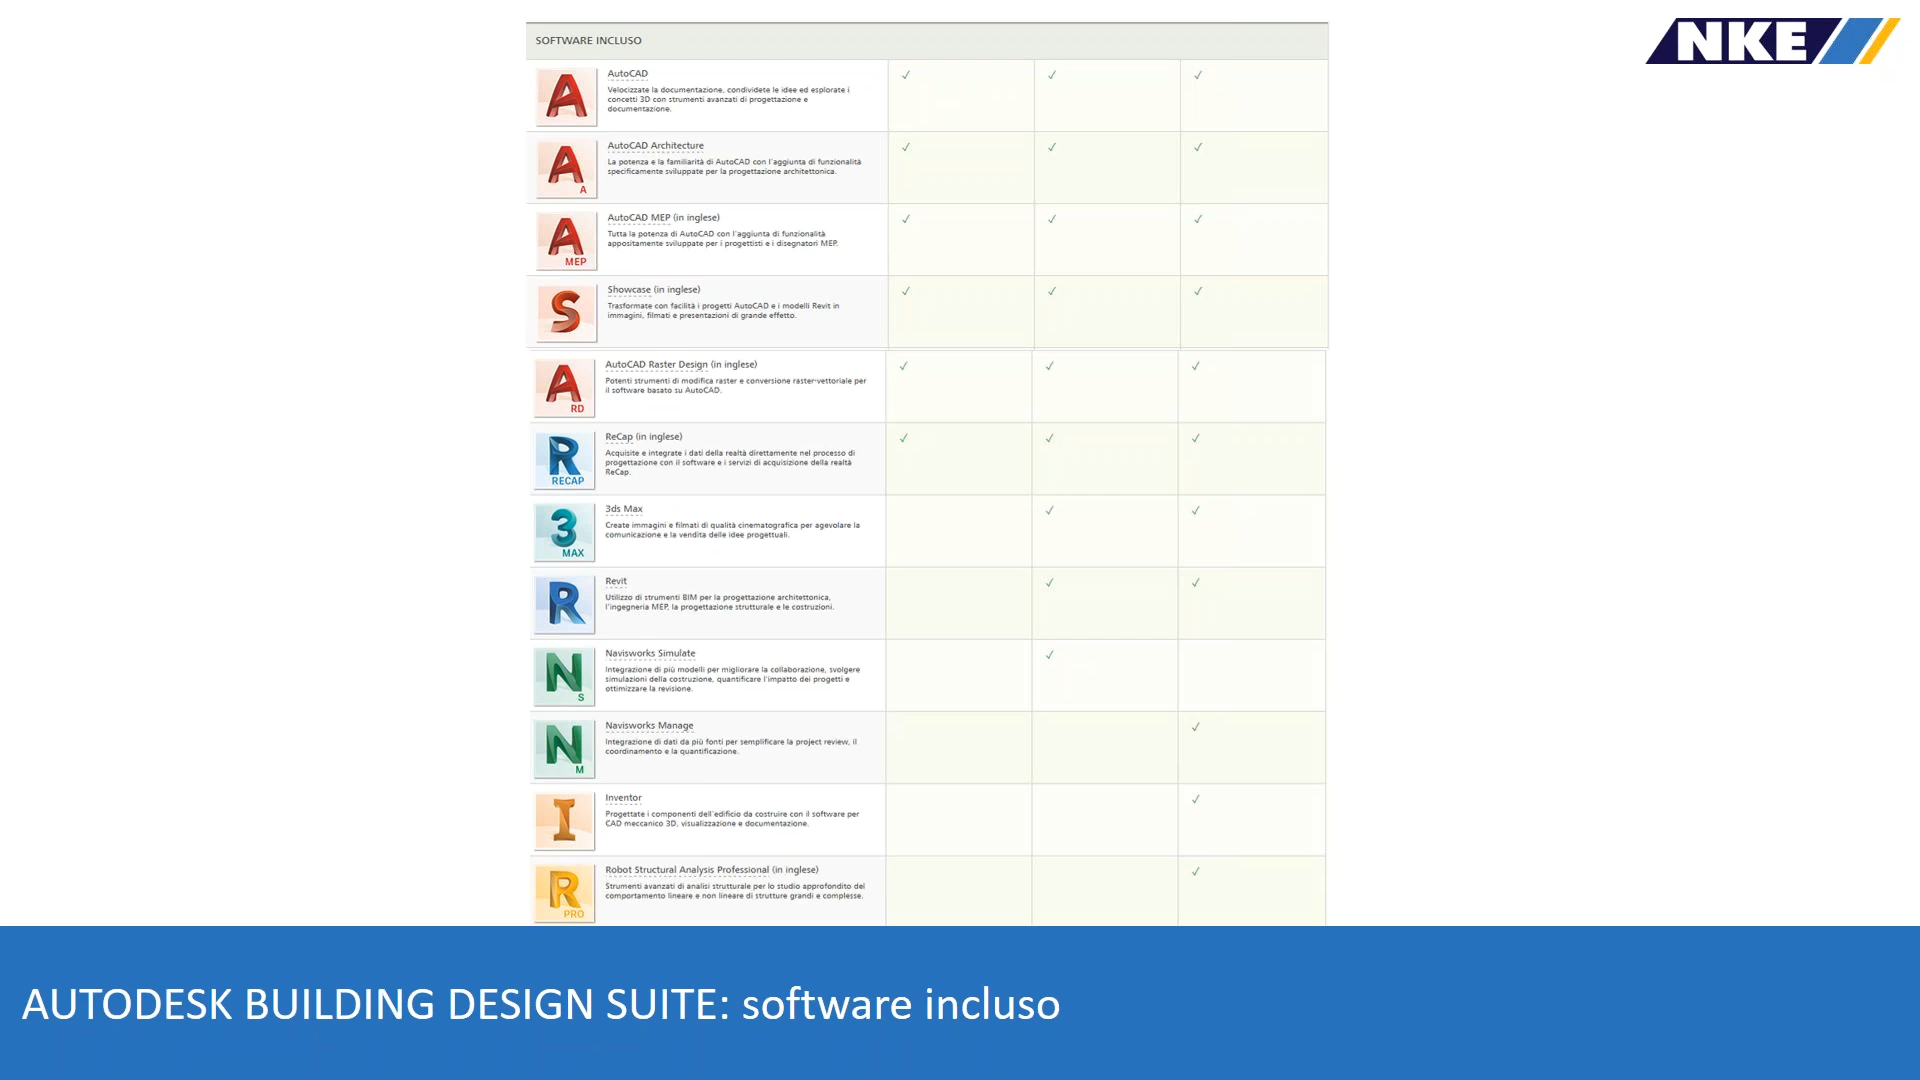 NKE
SOFTWARE INCLUSO
AutoCAD
Velocizzate la documentazione, condividete le idee ed esplorate i
concetti 3D con strumenti avanzati di progettazione e
documentazione.
✓ ✓ ✓
AutoCAD Architecture
La potenza e la familiarità di AutoCAD con l'aggiunta di funzionalità
specificamente sviluppate per la progettazione architettonica.
A
✓ ✓ ✓
AutoCAD MEP (in inglese)
Tutta la potenza di AutoCAD con l'aggiunta di funzionalità
appositamente sviluppate per i progettisti e i disegnatori MEP.
MEP
✓ ✓ ✓
Showcase (in inglese)
Trasformate con facilità i progetti AutoCAD e i modelli Revit in
immagini, filmati e presentazioni di grande effetto.
✓ ✓ ✓
AutoCAD Raster Design (in inglese)
Potenti strumenti di modifica raster e conversione raster-vettoriale per
il software basato su AutoCAD.
RD
✓ ✓ ✓
ReCap (in inglese)
Acquisite e integrate i dati della realtà direttamente nel processo di
progettazione con il software e i servizi di acquisizione della realtà
ReCap.
RECAP
✓ ✓ ✓
3ds Max
Create immagini e filmati di qualità cinematografica per agevolare la
comunicazione e la vendita delle idee progettuali.
MAX
✓ ✓
Revit
Utilizzo di strumenti BIM per la progettazione architettonica,
l'ingegneria MEP, la progettazione strutturale e le costruzioni.
✓ ✓
Navisworks Simulate
Integrazione di più modelli per migliorare la collaborazione, svolgere
simulazioni della costruzione, quantificare l'impatto dei progetti e
ottimizzare la revisione.
S
✓
Navisworks Manage
Integrazione di dati da più fonti per semplificare la project review, il
coordinamento e la quantificazione.
M
✓
Inventor
Progettate i componenti dell'edificio da costruire con il software per
CAD meccanico 3D, visualizzazione e documentazione.
✓
Robot Structural Analysis Professional (in inglese)
Strumenti avanzati di analisi strutturale per lo studio approfondito del
comportamento lineare e non lineare di strutture grandi e complesse.
PRO
✓
AUTODESK BUILDING DESIGN SUITE: software incluso